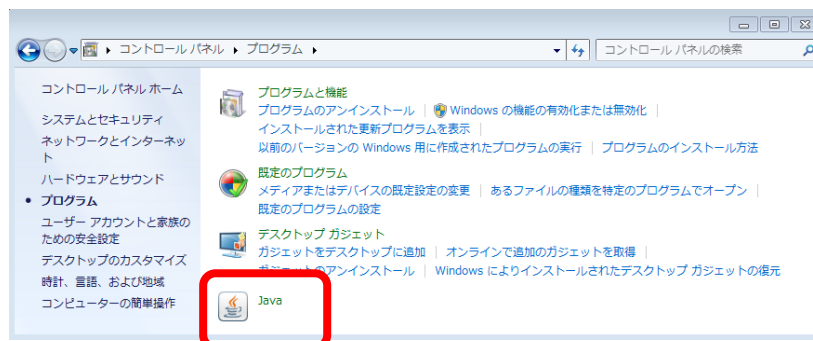 コントロール パネル ▸ プログラム ▸
コントロール パネルの検索
コントロール パネル ホーム
システムとセキュリティ
ネットワークとインターネッ
ト
ハードウェアとサウンド
プログラム
ユーザー アカウントと家族の
ための安全設定
デスクトップのカスタマイズ
時計、言語、および地域
コンピューターの簡単操作
プログラムと機能
プログラムのアンインストール | Windows の機能の有効化または無効化 |
インストールされた更新プログラムを表示 |
以前のバージョンの Windows 用に作成されたプログラムの実行 | プログラムのインストール方法
既定のプログラム
メディアまたはデバイスの既定設定の変更 | あるファイルの種類を特定のプログラムでオープン |
既定のプログラムの設定
デスクトップ ガジェット
ガジェットをデスクトップに追加 | オンラインで追加のガジェットを取得 |
ガジェットのアンインストール | Windows によりインストールされたデスクトップ ガジェットの復元
Java